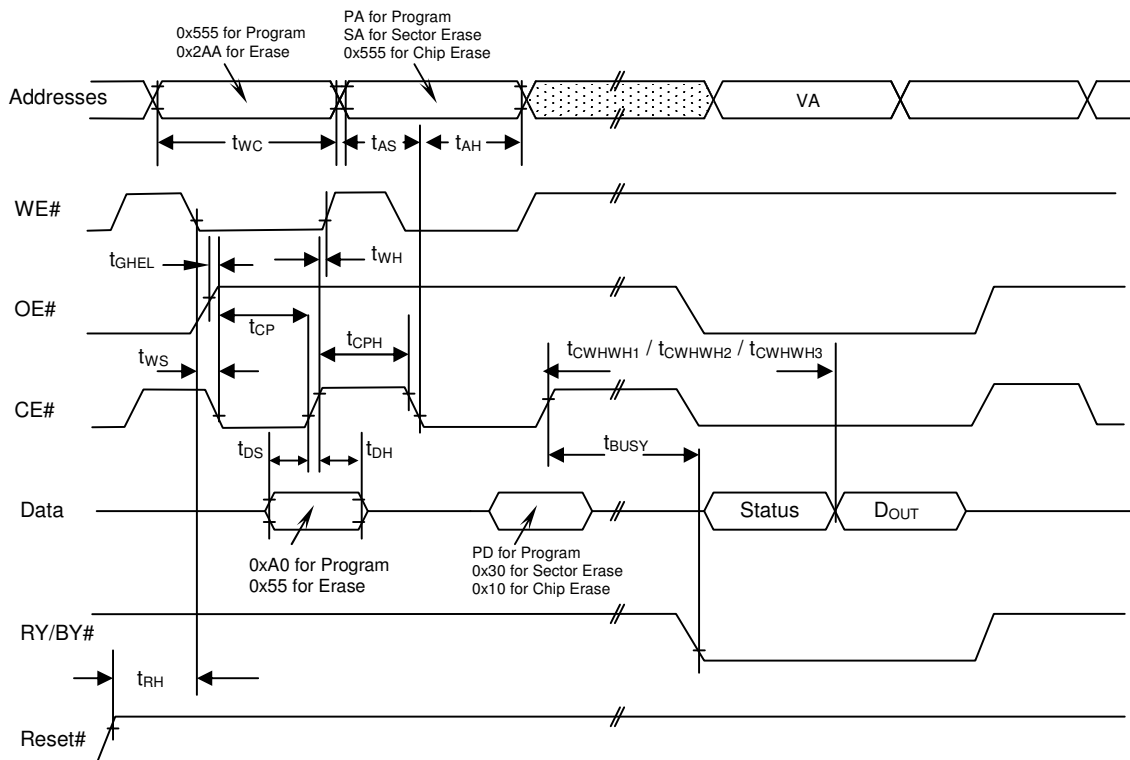 0x555 for Program
0x2AA for Erase
PA for Program
SA for Sector Erase
0x555 for Chip Erase
Addresses
VA
tWC
tAS
tAH
WE#
tGHEL
tWH
OE#
tCP
tCPH
tWS
tCWHWH1 / tCWHWH2 / tCWHWH3
CE#
tDS
tDH
tBUSY
Data
Status
DOUT
0xA0 for Program
0x55 for Erase
PD for Program
0x30 for Sector Erase
0x10 for Chip Erase
RY/BY#
tRH
Reset#